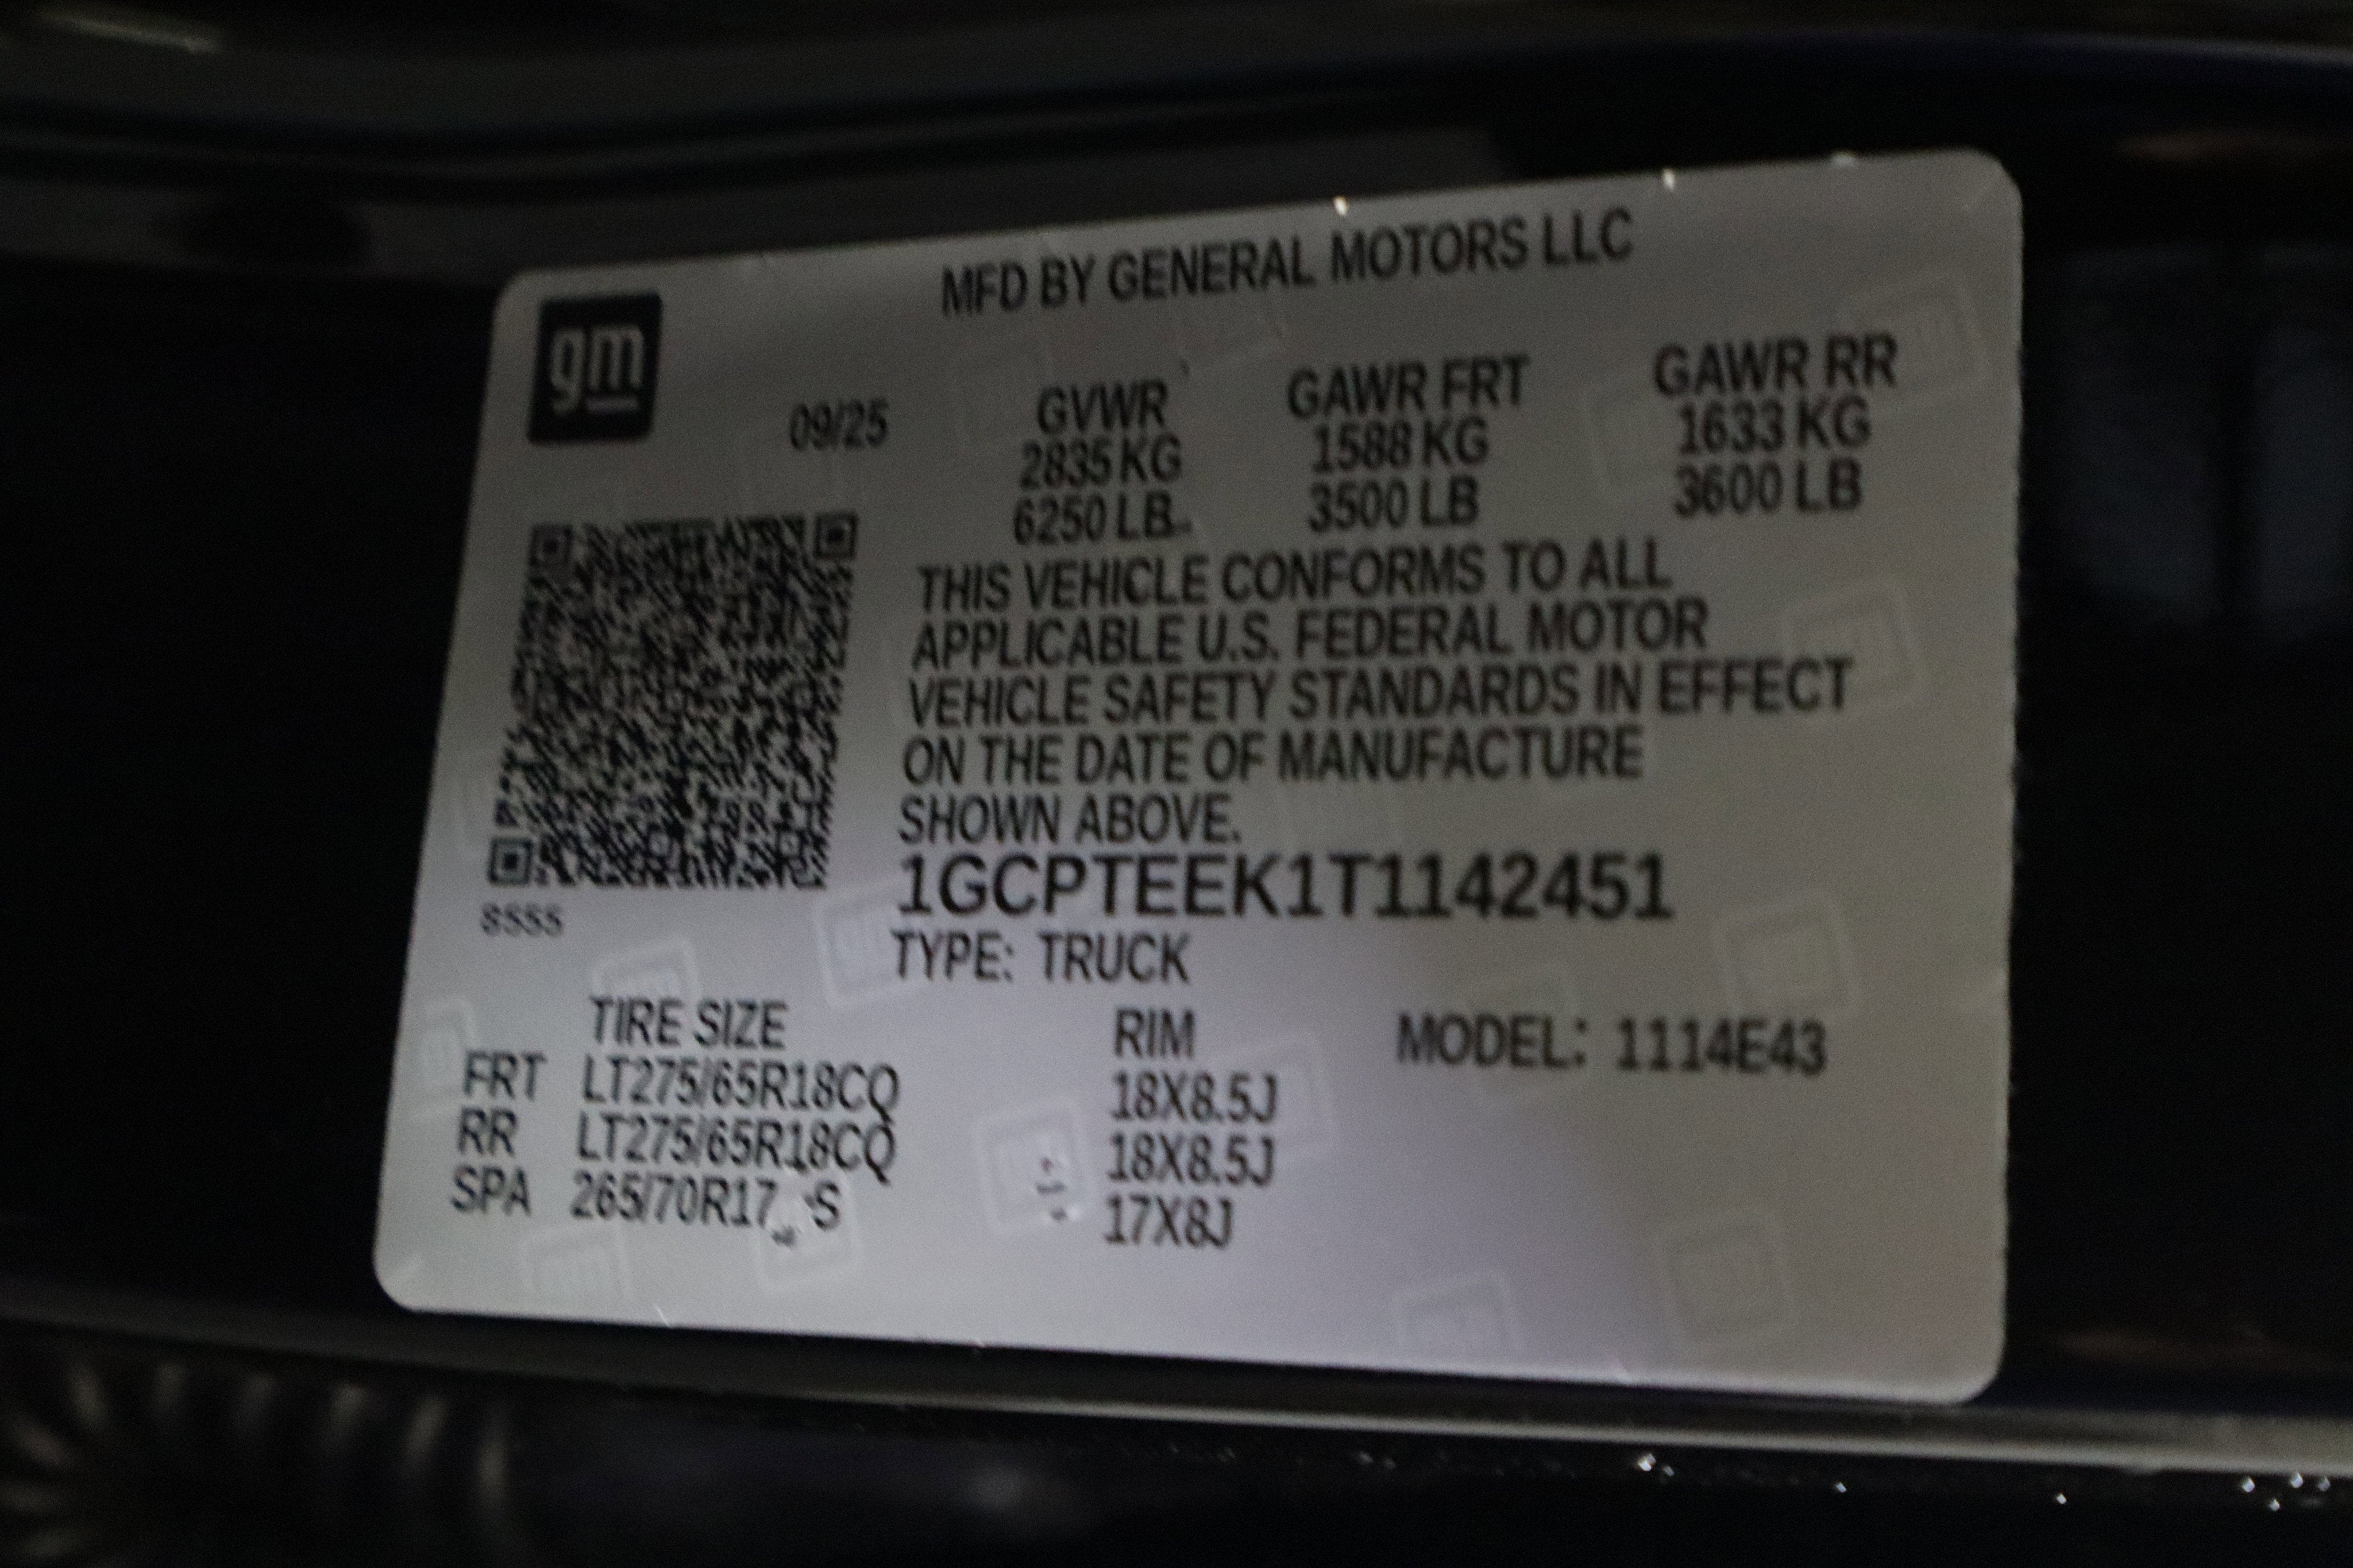 MFD BY GENERAL MOTORS LLC
gm
09/25 GVWR GAWR FRT GAWR RR
2835 KG 1588 KG 1633 KG
6250 LB 3500 LB 3600 LB
THIS VEHICLE CONFORMS TO ALL
APPLICABLE U.S. FEDERAL MOTOR
VEHICLE SAFETY STANDARDS IN EFFECT
ON THE DATE OF MANUFACTURE
SHOWN ABOVE.
1GCPTEEK1T1142451
8555
TYPE: TRUCK
TIRE SIZE RIM MODEL: 1114E43
FRT LT275/65R18CQ 18X8.5J
RR LT275/65R18CQ 18X8.5J
SPA 265/70R17 S 17X8J